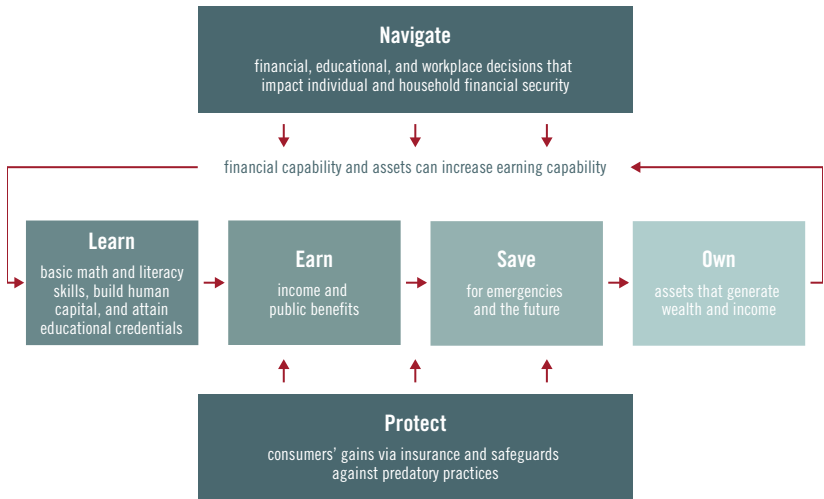 Navigate
financial, educational, and workplace decisions that
impact individual and household financial security
financial capability and assets can increase earning capability
Learn
basic math and literacy
skills, build human
capital, and attain
educational credentials
Earn
income and
public benefits
Save
for emergencies
and the future
Own
assets that generate
wealth and income
Protect
consumers’ gains via insurance and safeguards
against predatory practices